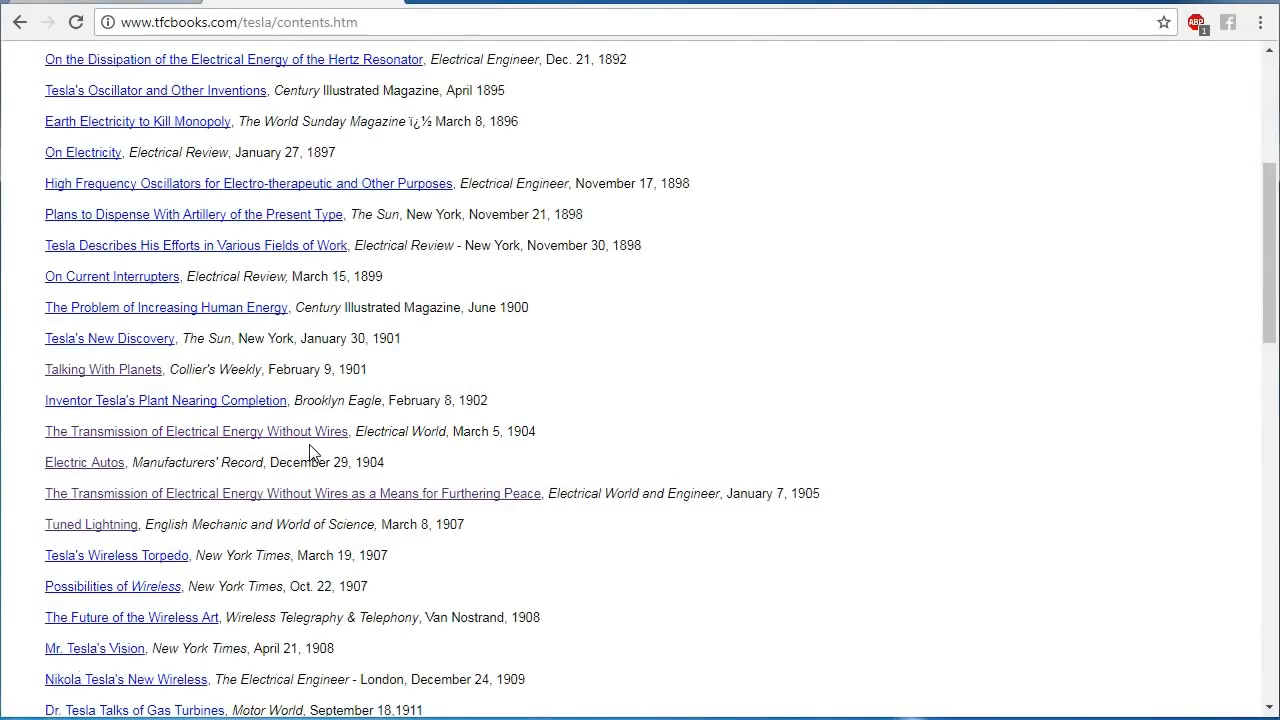 www.tfcbooks.com/tesla/contents.htm
ABP
1
On the Dissipation of the Electrical Energy of the Hertz Resonator, Electrical Engineer, Dec. 21, 1892
Tesla's Oscillator and Other Inventions, Century Illustrated Magazine, April 1895
Earth Electricity to Kill Monopoly, The World Sunday Magazine ï¿½ March 8, 1896
On Electricity, Electrical Review, January 27, 1897
High Frequency Oscillators for Electro-therapeutic and Other Purposes, Electrical Engineer, November 17, 1898
Plans to Dispense With Artillery of the Present Type, The Sun, New York, November 21, 1898
Tesla Describes His Efforts in Various Fields of Work, Electrical Review - New York, November 30, 1898
On Current Interrupters, Electrical Review, March 15, 1899
The Problem of Increasing Human Energy, Century Illustrated Magazine, June 1900
Tesla's New Discovery, The Sun, New York, January 30, 1901
Talking With Planets, Collier's Weekly, February 9, 1901
Inventor Tesla's Plant Nearing Completion, Brooklyn Eagle, February 8, 1902
The Transmission of Electrical Energy Without Wires, Electrical World, March 5, 1904
Electric Autos, Manufacturers' Record, December 29, 1904
The Transmission of Electrical Energy Without Wires as a Means for Furthering Peace, Electrical World and Engineer, January 7, 1905
Tuned Lightning, English Mechanic and World of Science, March 8, 1907
Tesla's Wireless Torpedo, New York Times, March 19, 1907
Possibilities of Wireless, New York Times, Oct. 22, 1907
The Future of the Wireless Art, Wireless Telegraphy & Telephony, Van Nostrand, 1908
Mr. Tesla's Vision, New York Times, April 21, 1908
Nikola Tesla's New Wireless, The Electrical Engineer - London, December 24, 1909
Dr. Tesla Talks of Gas Turbines, Motor World, September 18,1911